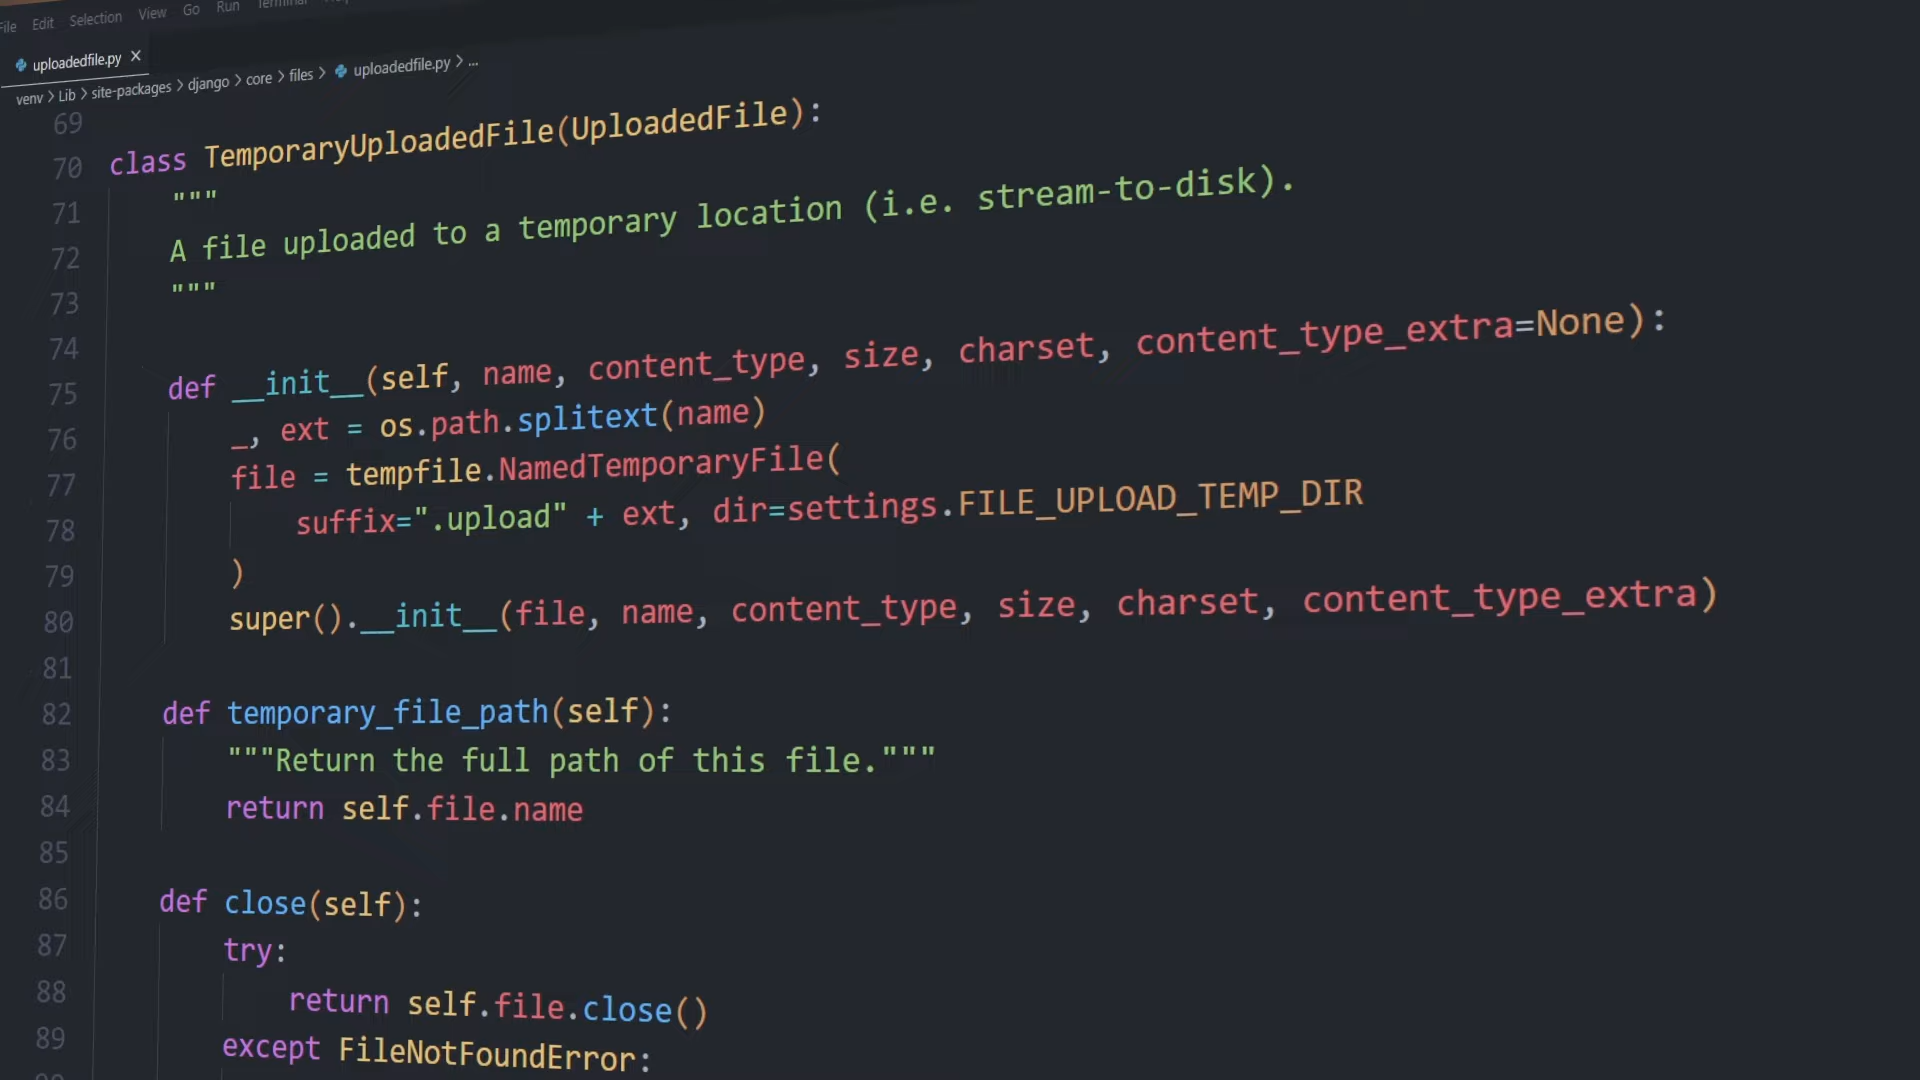 File Edit Selection View Go Run Terminal
uploadedfile.py ×
venv > Lib > site-packages > django > core > files > uploadedfile.py > ...
69
70 class TemporaryUploadedFile(UploadedFile):
71 """
72 A file uploaded to a temporary location (i.e. stream-to-disk).
73 """
74
75 def __init__(self, name, content_type, size, charset, content_type_extra=None):
76 _, ext = os.path.splitext(name)
77 file = tempfile.NamedTemporaryFile(
78 suffix=".upload" + ext, dir=settings.FILE_UPLOAD_TEMP_DIR
79 )
80 super().__init__(file, name, content_type, size, charset, content_type_extra)
81
82 def temporary_file_path(self):
83 """Return the full path of this file."""
84 return self.file.name
85
86 def close(self):
87 try:
88 return self.file.close()
89 except FileNotFoundError: